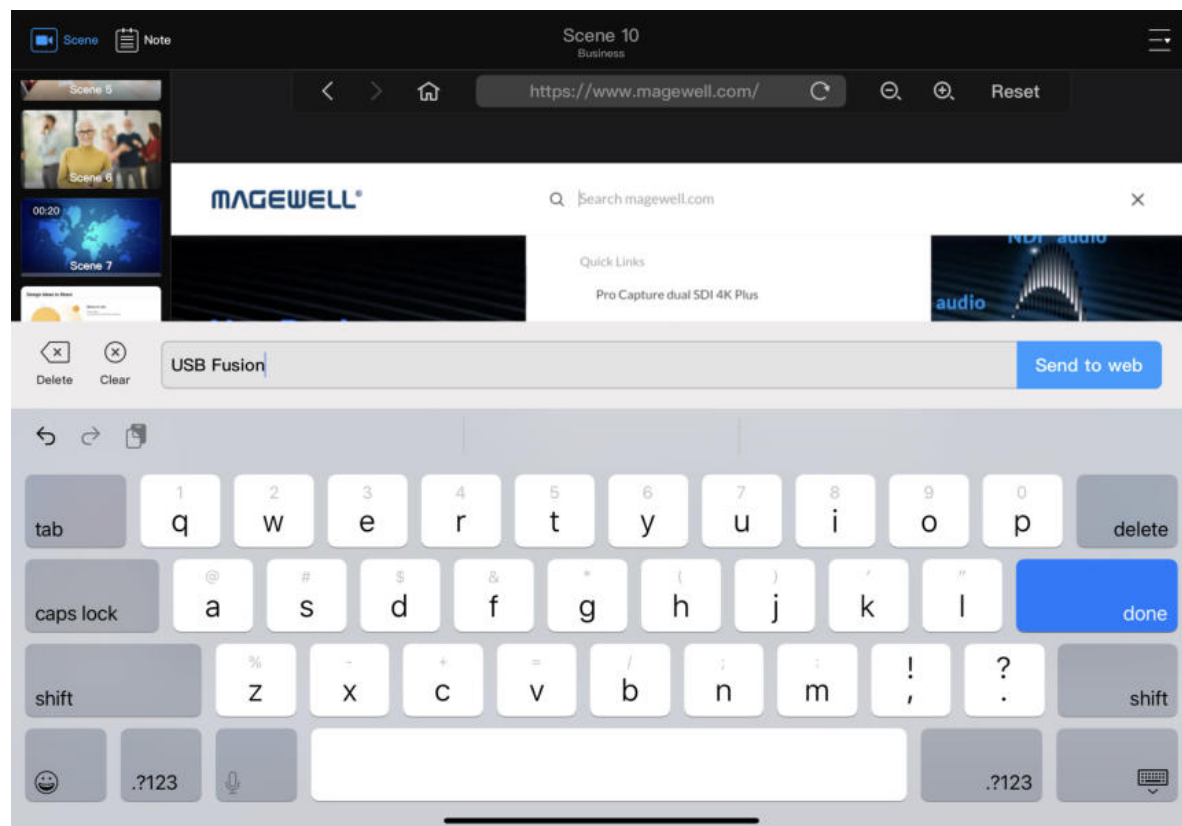 Scene Note Scene 10
Business
Scene 5
https://www.magewell.com/ Reset
Scene 6
MAGEWELL®
Search magewell.com
00:20
Scene 7
Quick Links
Pro Capture dual SDI 4K Plus
NDI audio
audio
Delete Clear USB Fusion Send to web
1 2 3 4 5 6 7 8 9 0
tab q w e r t y u i o p delete
@ # $ & * ( ) ' "
caps lock a s d f g h j k l done
% - + = / ; : ! ?
shift z x c v b n m , . shift
.?123 .?123